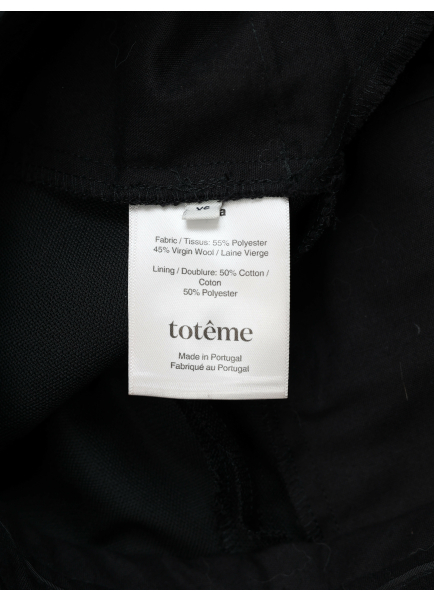 Fabric / Tissus: 55% Polyester
45% Virgin Wool / Laine Vierge
Lining / Doublure: 50% Cotton /
Coton
50% Polyester
totême
Made in Portugal
Fabriqué au Portugal